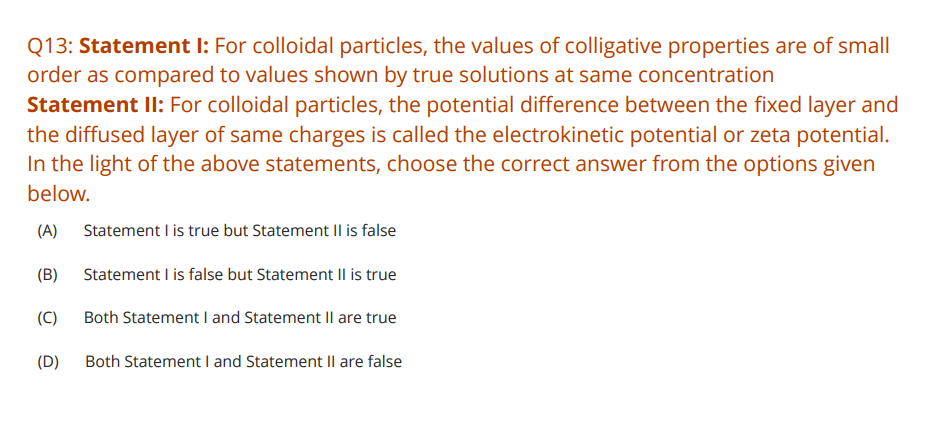 Q13: Statement I: For colloidal particles, the values of colligative properties are of small
order as compared to values shown by true solutions at same concentration
Statement II: For colloidal particles, the potential difference between the fixed layer and
the diffused layer of same charges is called the electrokinetic potential or zeta potential.
In the light of the above statements, choose the correct answer from the options given
below.
(A) Statement I is true but Statement II is false
(B) Statement I is false but Statement II is true
(C) Both Statement I and Statement II are true
(D) Both Statement I and Statement II are false